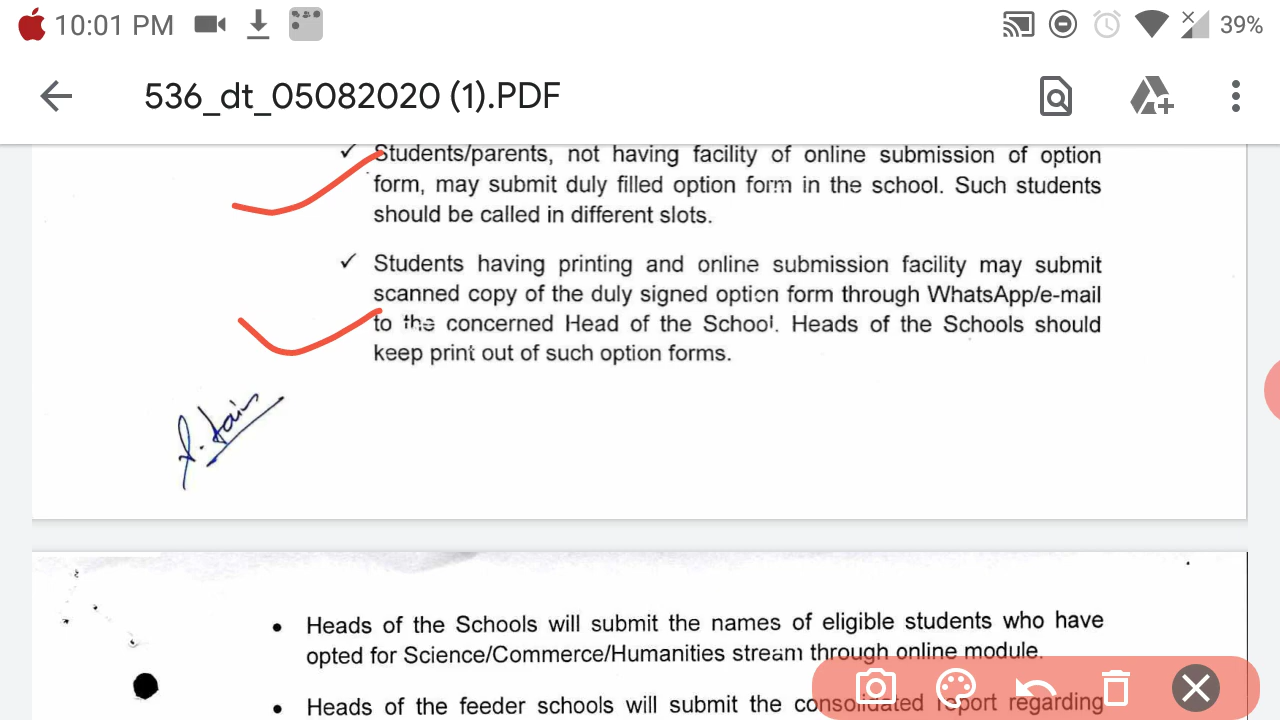 10:01 PM
39%
536_dt_05082020 (1).PDF
✓ Students/parents, not having facility of online submission of option
form, may submit duly filled option form in the school. Such students
should be called in different slots.
✓ Students having printing and online submission facility may submit
scanned copy of the duly signed option form through WhatsApp/e-mail
to the concerned Head of the School. Heads of the Schools should
keep print out of such option forms.
• Heads of the Schools will submit the names of eligible students who have
opted for Science/Commerce/Humanities stream through online module.
• Heads of the feeder schools will submit the consolidated report regarding